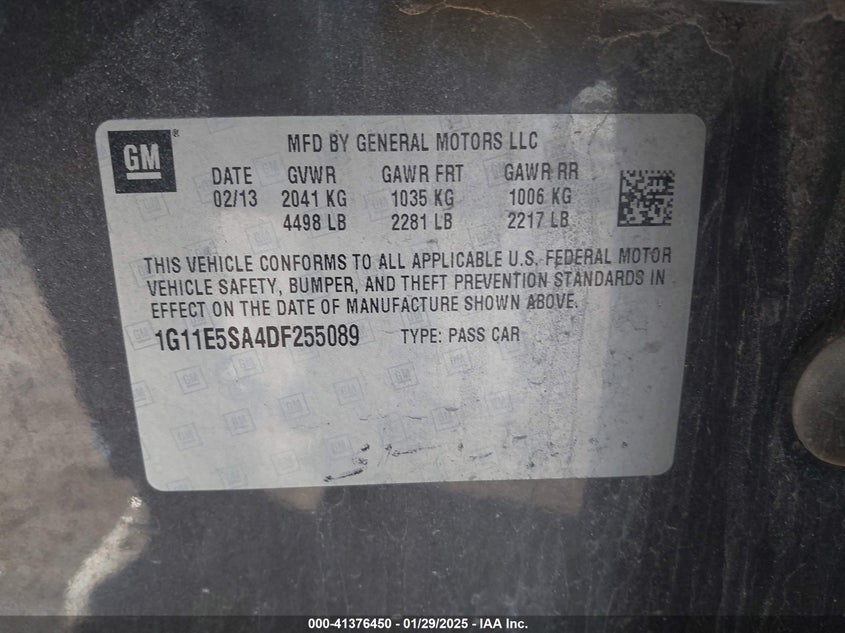 GM®
MFD BY GENERAL MOTORS LLC
DATE GVWR GAWR FRT GAWR RR
02/13 2041 KG 1035 KG 1006 KG
4498 LB 2281 LB 2217 LB
THIS VEHICLE CONFORMS TO ALL APPLICABLE U.S. FEDERAL MOTOR
VEHICLE SAFETY, BUMPER, AND THEFT PREVENTION STANDARDS IN
EFFECT ON THE DATE OF MANUFACTURE SHOWN ABOVE.
1G11E5SA4DF255089 TYPE: PASS CAR
000-41376450 - 01/29/2025 - IAA Inc.